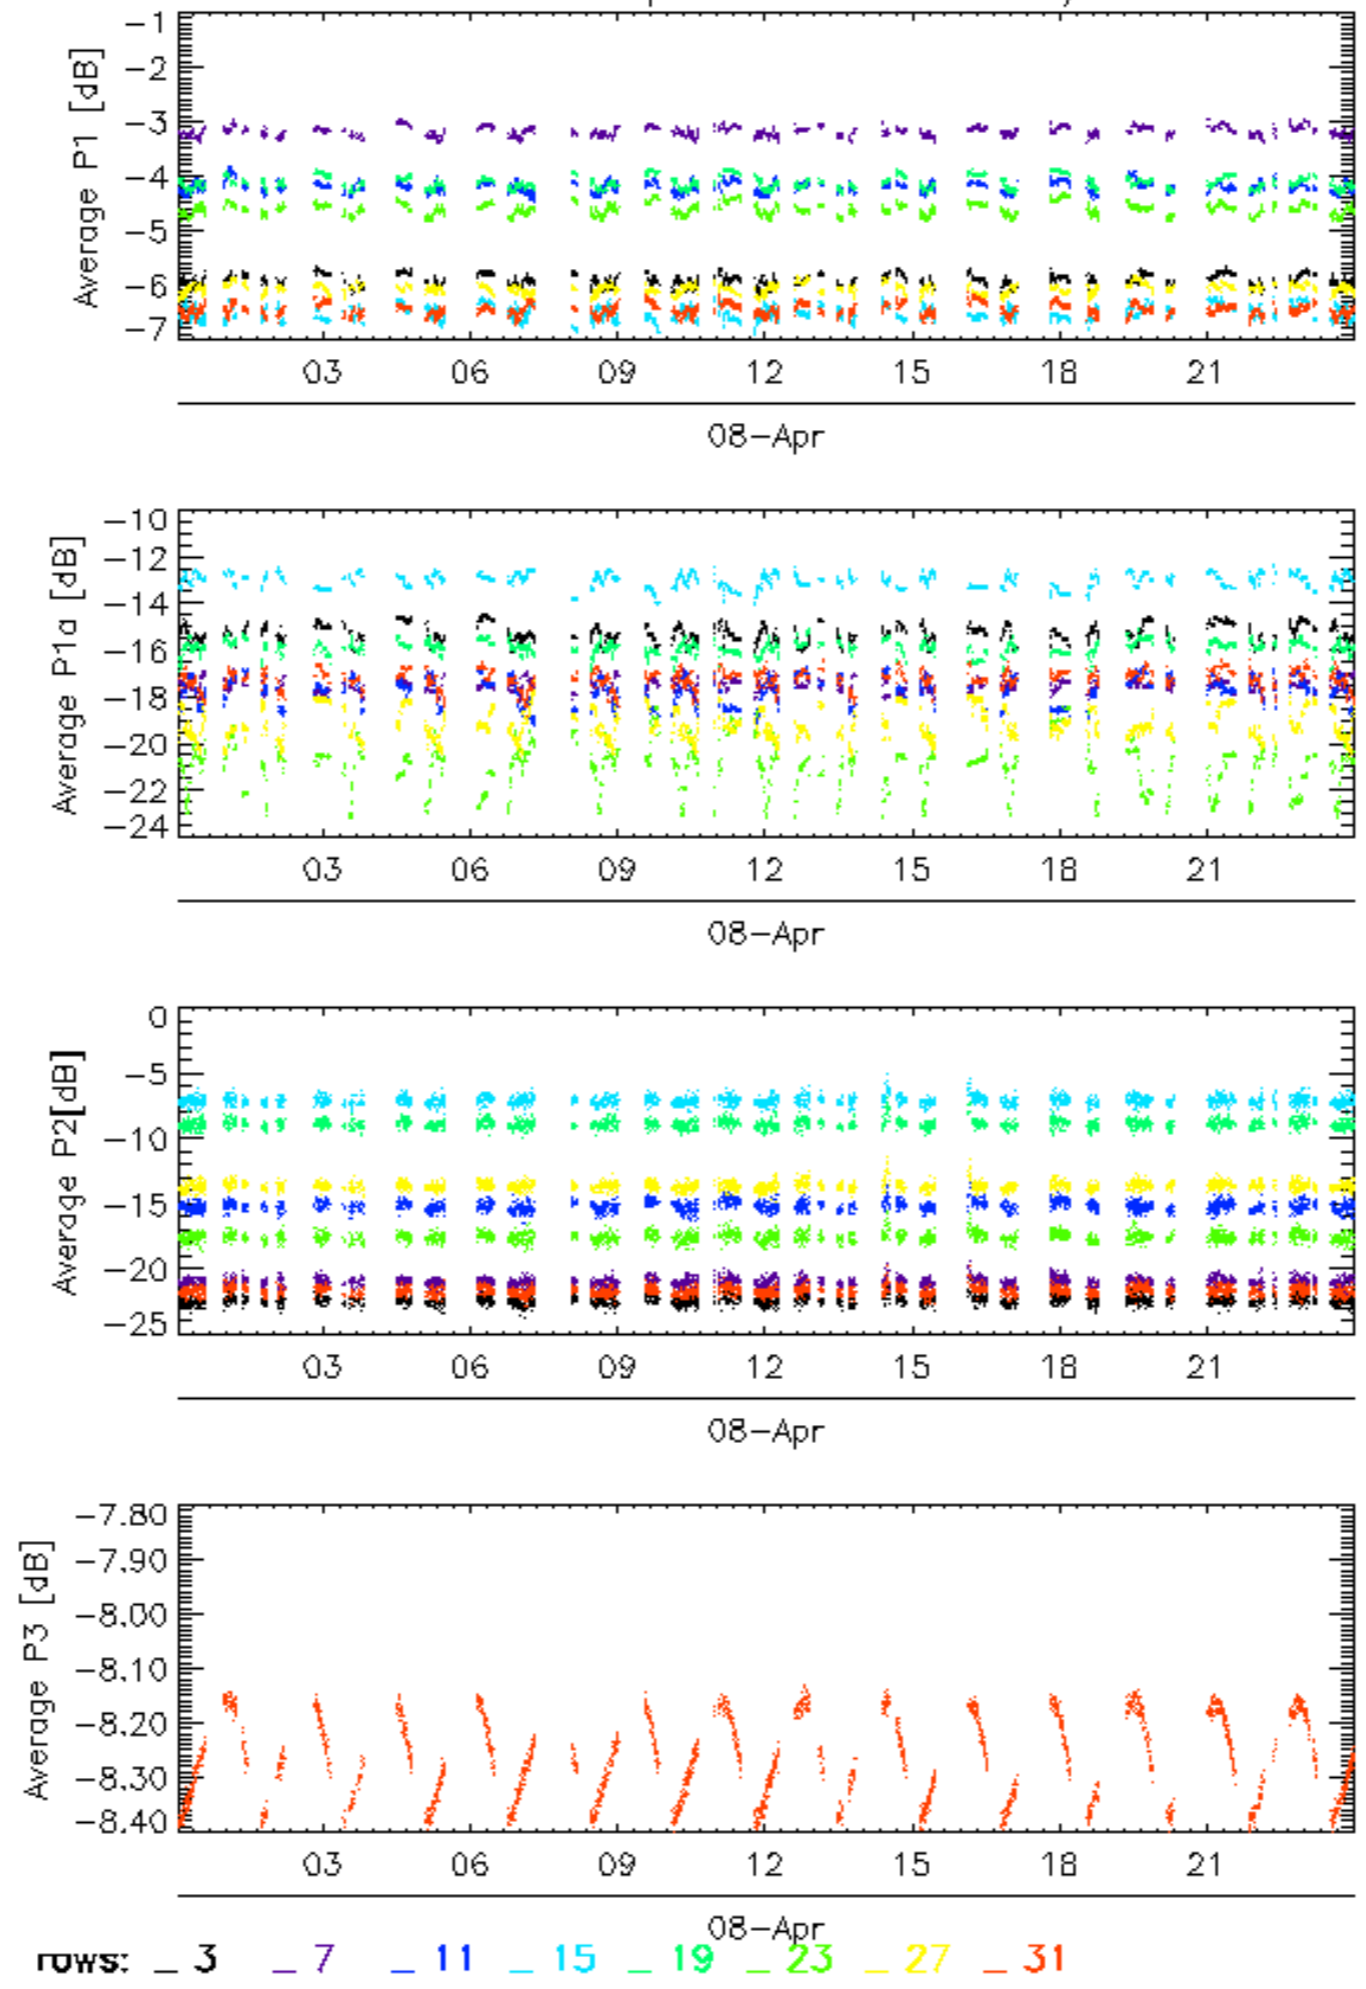 Average P1 [dB]
-1
-2
-3
-4
-5
-6
-7
03 06 09 12 15 18 21
08-Apr
Average P1a [dB]
-10
-12
-14
-16
-18
-20
-22
-24
03 06 09 12 15 18 21
08-Apr
Average P2[dB]
0
-5
-10
-15
-20
-25
03 06 09 12 15 18 21
08-Apr
Average P3 [dB]
-7.80
-7.90
-8.00
-8.10
-8.20
-8.30
-8.40
03 06 09 12 15 18 21
08-Apr
rows: _ 3 _ 7 _ 11 _ 15 _ 19 _ 23 _ 27 _ 31